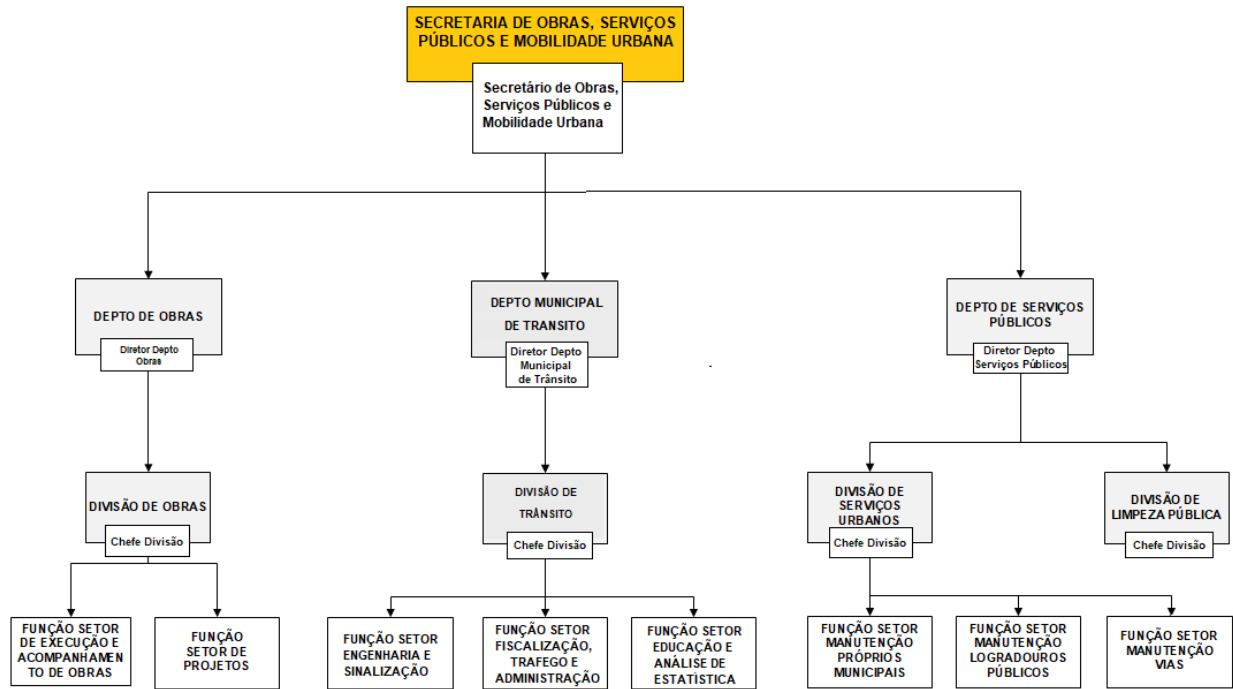 SECRETARIA DE OBRAS, SERVIÇOS
PÚBLICOS E MOBILIDADE URBANA
Secretário de Obras,
Serviços Públicos e
Mobilidade Urbana
DEPTO DE OBRAS
Diretor Depto
Obras
DEPTO MUNICIPAL
DE TRANSITO
Diretor Depto
Municipal
de Trânsito
DEPTO DE SERVIÇOS
PÚBLICOS
Diretor Depto
Serviços Públicos
DIVISÃO DE OBRAS
Chefe Divisão
DIVISÃO DE
TRÂNSITO
Chefe Divisão
DIVISÃO DE
SERVIÇOS
URBANOS
Chefe Divisão
DIVISÃO DE
LIMPEZA PÚBLICA
Chefe Divisão
FUNÇÃO SETOR
DE EXECUÇÃO E
ACOMPANHAMEN
TO DE OBRAS
FUNÇÃO
SETOR DE
PROJETOS
FUNÇÃO SETOR
ENGENHARIA E
SINALIZAÇÃO
FUNÇÃO SETOR
FISCALIZAÇÃO,
TRAFEGO E
ADMINISTRAÇÃO
FUNÇÃO SETOR
EDUCAÇÃO E
ANÁLISE DE
ESTATÌSTICA
FUNÇÃO SETOR
MANUTENÇÃO
PRÓPRIOS
MUNICIPAIS
FUNÇÃO SETOR
MANUTENÇÃO
LOGRADOUROS
PÚBLICOS
FUNÇÃO SETOR
MANUTENÇÃO
VIAS